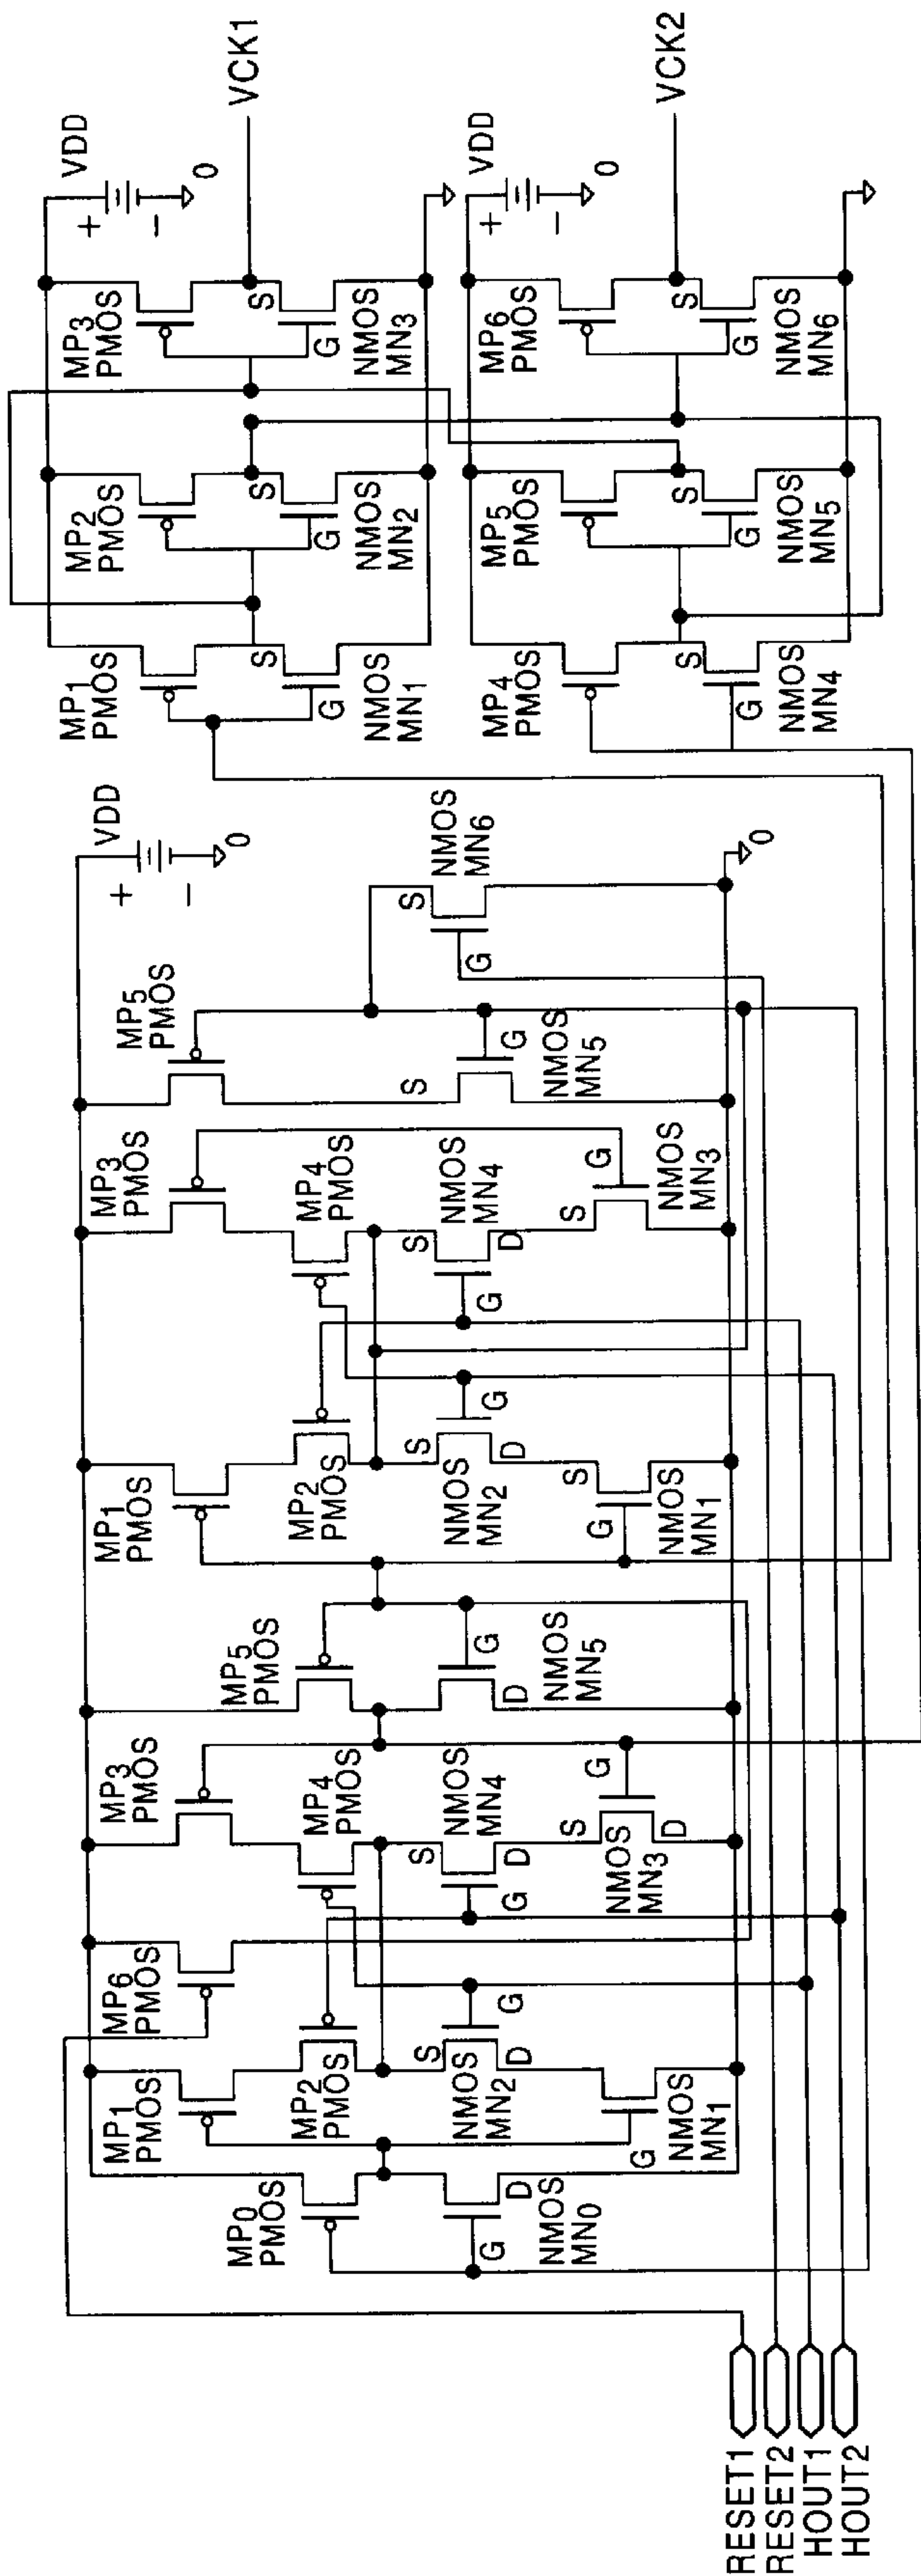 RESET1
RESET2
HOUT1
HOUT2
MP0
PMOS
G
D
NMOS
MN0
MP1
PMOS
MP2
PMOS
S
G
D
NMOS
MN2
G
NMOS
MN1
MP6
PMOS
MP3
PMOS
MP4
PMOS
S
G
D
NMOS
MN4
S
G
D
NMOS
MN3
MP5
PMOS
G
D
NMOS
MN5
MP1
PMOS
MP2
PMOS
S
G
D
NMOS
MN2
S
G
NMOS
MN1
MP3
PMOS
MP4
PMOS
S
G
D
NMOS
MN4
S
G
NMOS
MN3
MP5
PMOS
S
G
NMOS
MN5
VDD
+
−
0
S
G
NMOS
MN6
0
MP1
PMOS
S
G
NMOS
MN1
MP2
PMOS
S
G
NMOS
MN2
MP3
PMOS
S
G
NMOS
MN3
VDD
+
−
0
VCK1
MP4
PMOS
S
G
NMOS
MN4
MP5
PMOS
S
G
NMOS
MN5
MP6
PMOS
S
G
NMOS
MN6
VDD
+
−
0
VCK2